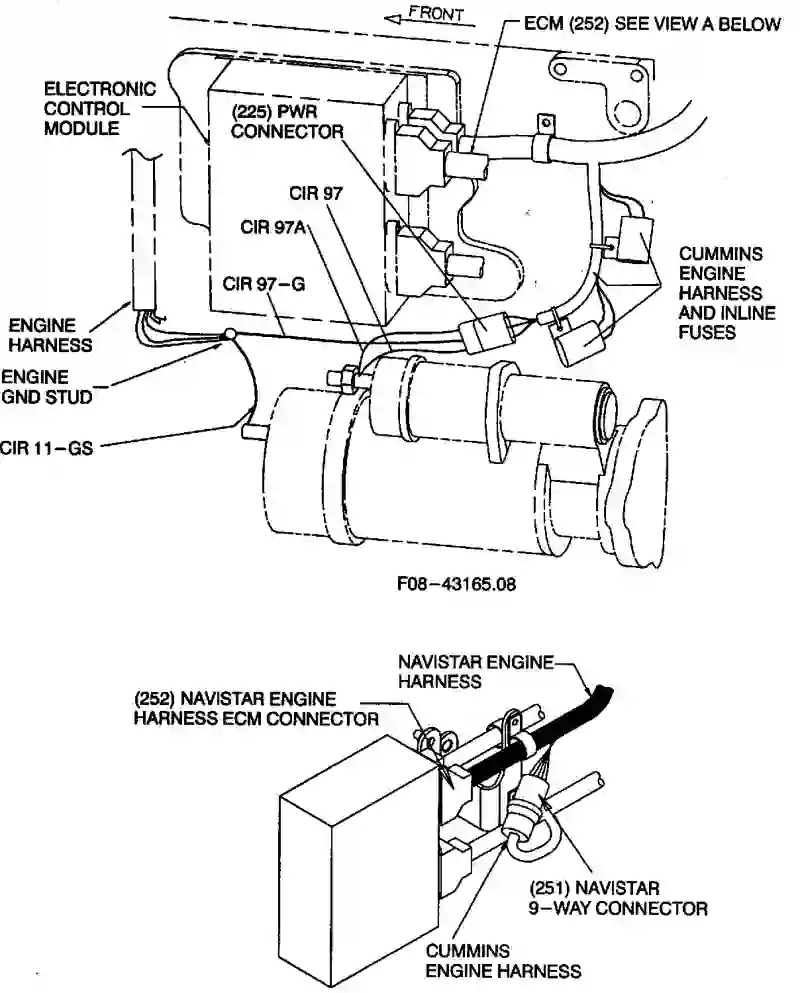 FRONT
ECM (252) SEE VIEW A BELOW
ELECTRONIC
CONTROL
MODULE
(225) PWR
CONNECTOR
CIR 97
CIR 97A
CIR 97-G
CUMMINS
ENGINE
HARNESS
AND INLINE
FUSES
ENGINE
HARNESS
ENGINE
GND STUD
CIR 11-GS
F08-43165.08
NAVISTAR ENGINE
HARNESS
(252) NAVISTAR ENGINE
HARNESS ECM CONNECTOR
(251) NAVISTAR
9-WAY CONNECTOR
CUMMINS
ENGINE HARNESS